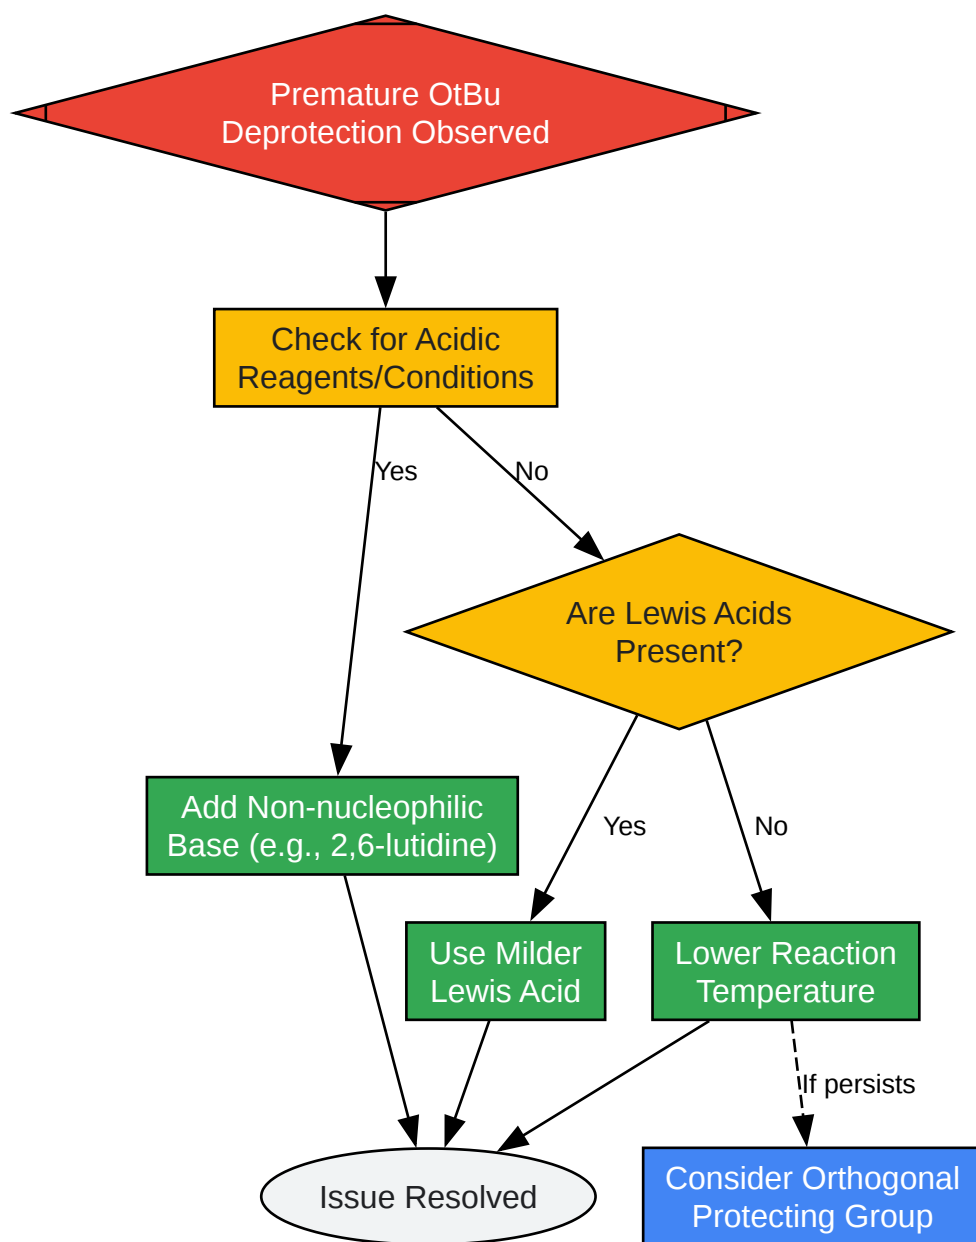 Premature OtBu
Deprotection Observed
Check for Acidic
Reagents/Conditions
Yes
No
Are Lewis Acids
Present?
Add Non-nucleophilic
Base (e.g., 2,6-lutidine)
Yes
No
Use Milder
Lewis Acid
Lower Reaction
Temperature
If persists
Issue Resolved
Consider Orthogonal
Protecting Group